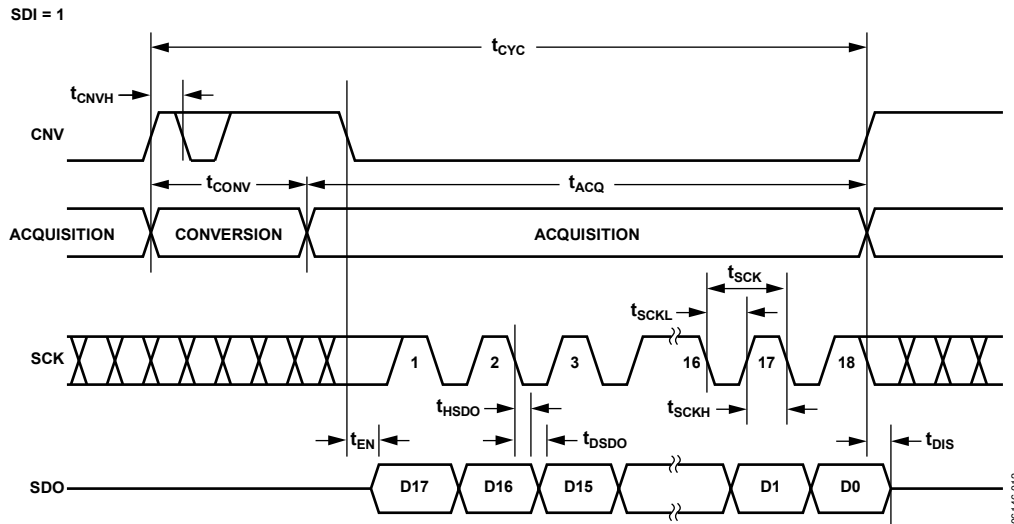 SDI = 1
tCYC
tCNVH
CNV
tCONV
tACQ
ACQUISITION CONVERSION ACQUISITION
tSCK
tSCKL
SCK 1 2 3 16 17 18
tHSDO
tSCKH
tEN
tDSDO
tDIS
SDO D17 D16 D15 D1 D0